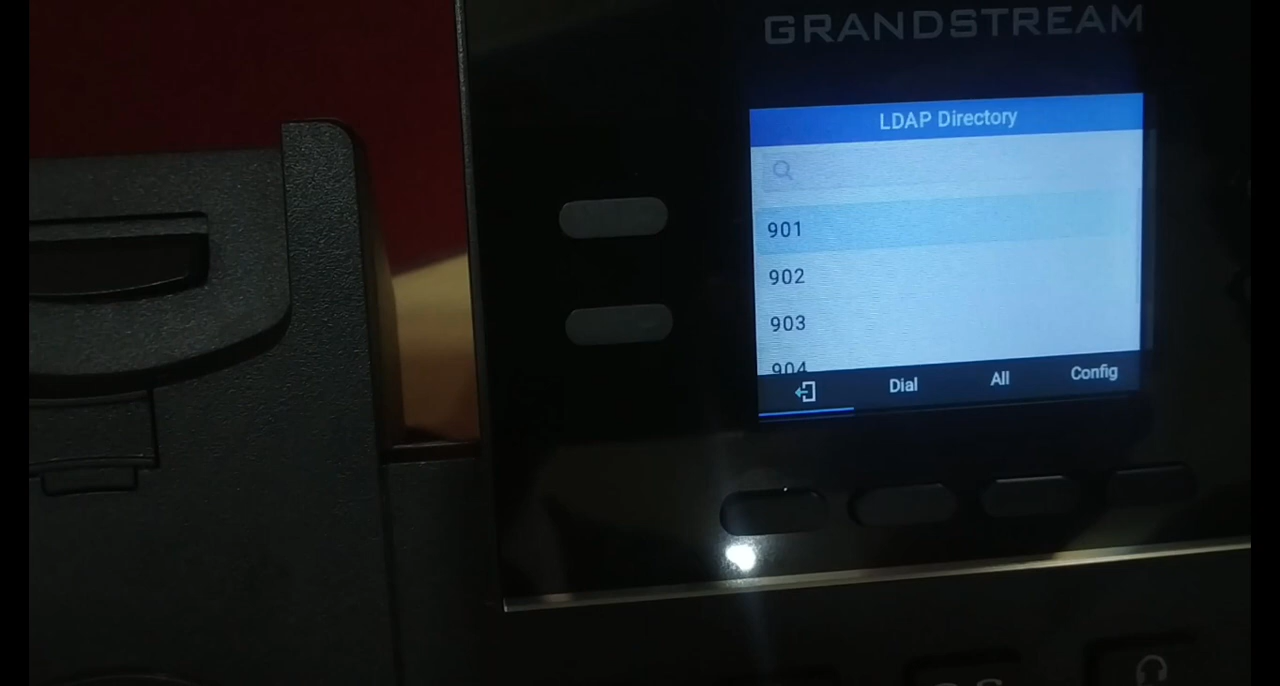 GRANDSTREAM
LDAP Directory
901
902
903
904
Dial All Config